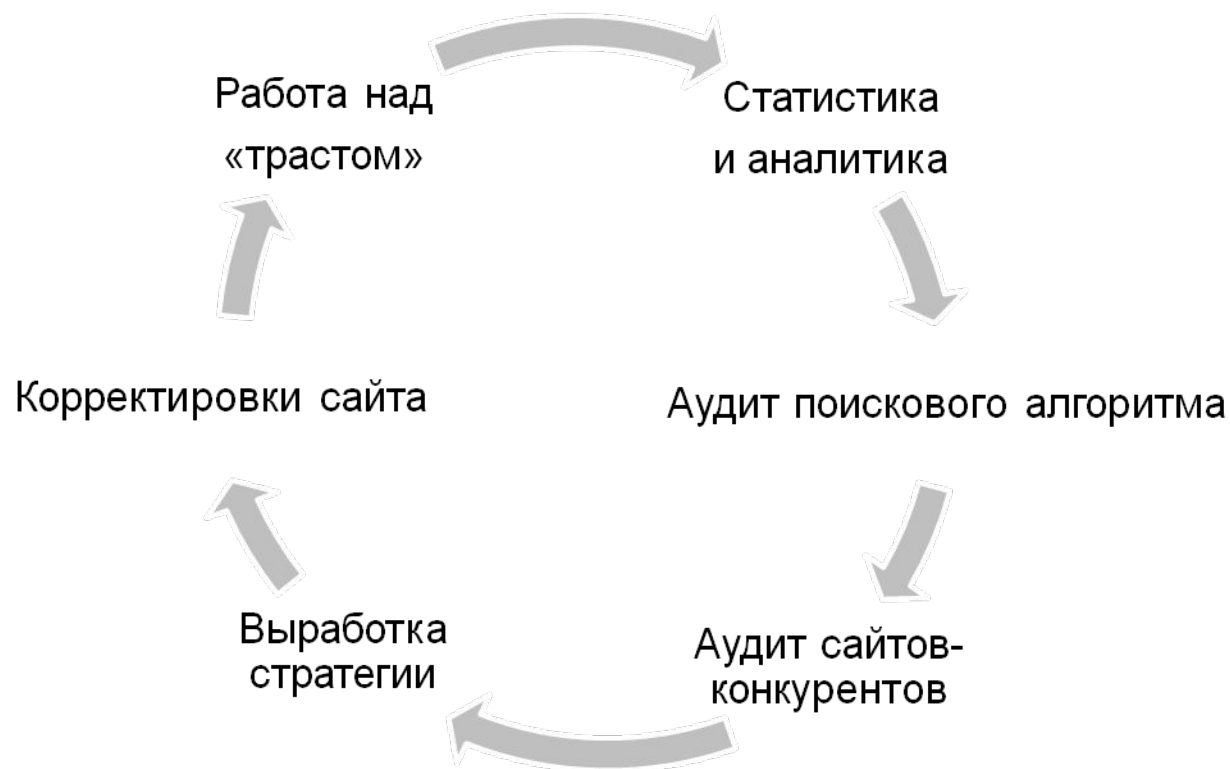 Работа над
«трастом»
Статистика
и аналитика
Корректировки сайта
Аудит поискового алгоритма
Выработка
стратегии
Аудит сайтов-
конкурентов